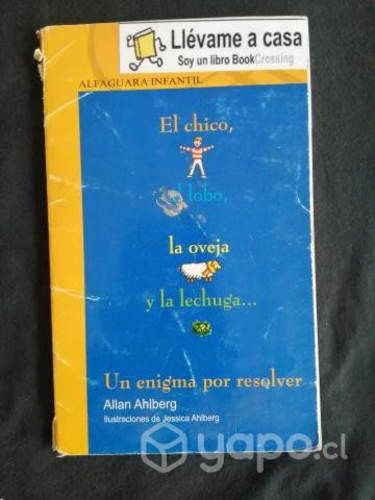 Llévame a casa
Soy un libro BookCrossing
ALFAGUARA INFANTIL
El chico,
el lobo,
la oveja
y la lechuga...
Un enigma por resolver
Allan Ahlberg
Ilustraciones de Jessica Ahlberg
yapo.cl